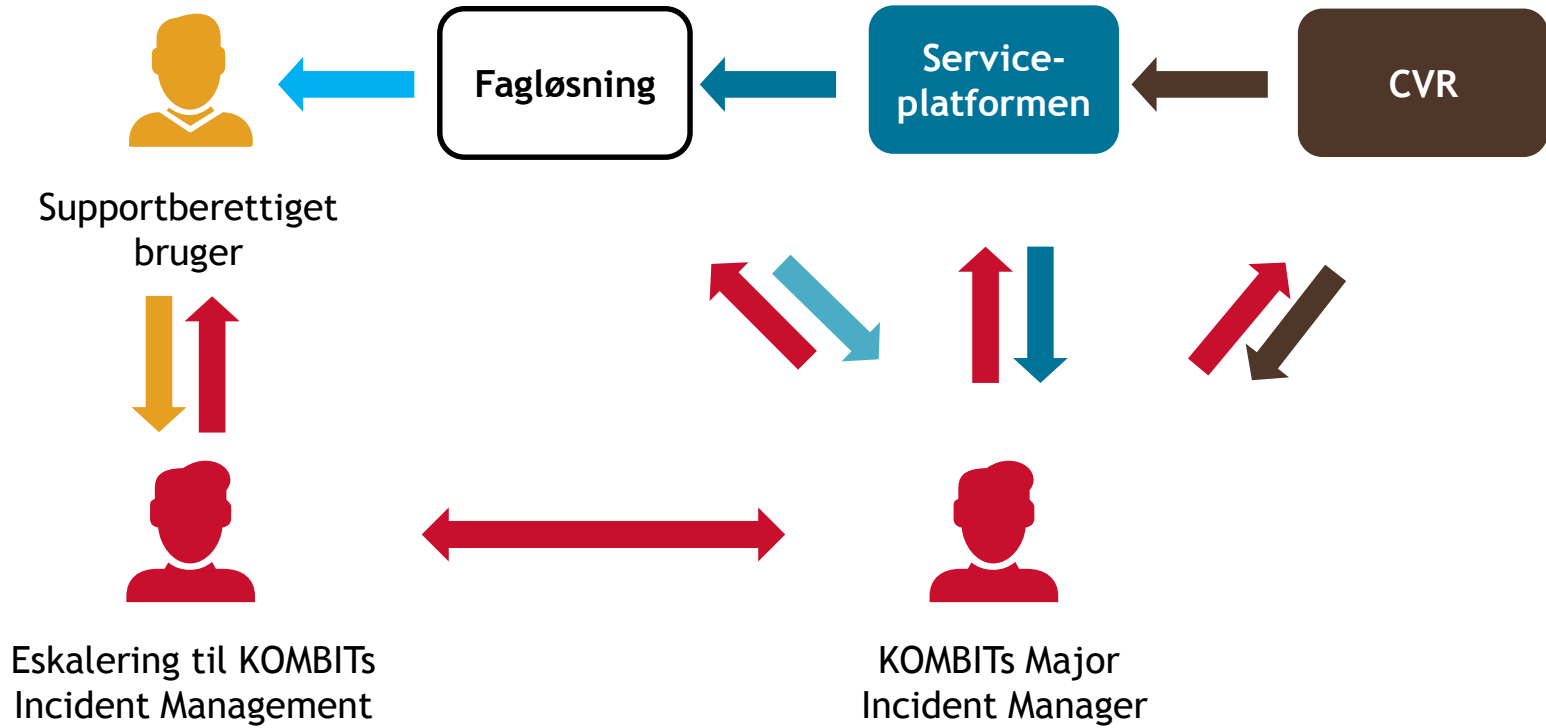 Fagløsning
Service-
platformen
CVR
Supportberettiget
bruger
Eskalering til KOMBITs
Incident Management
KOMBITs Major
Incident Manager